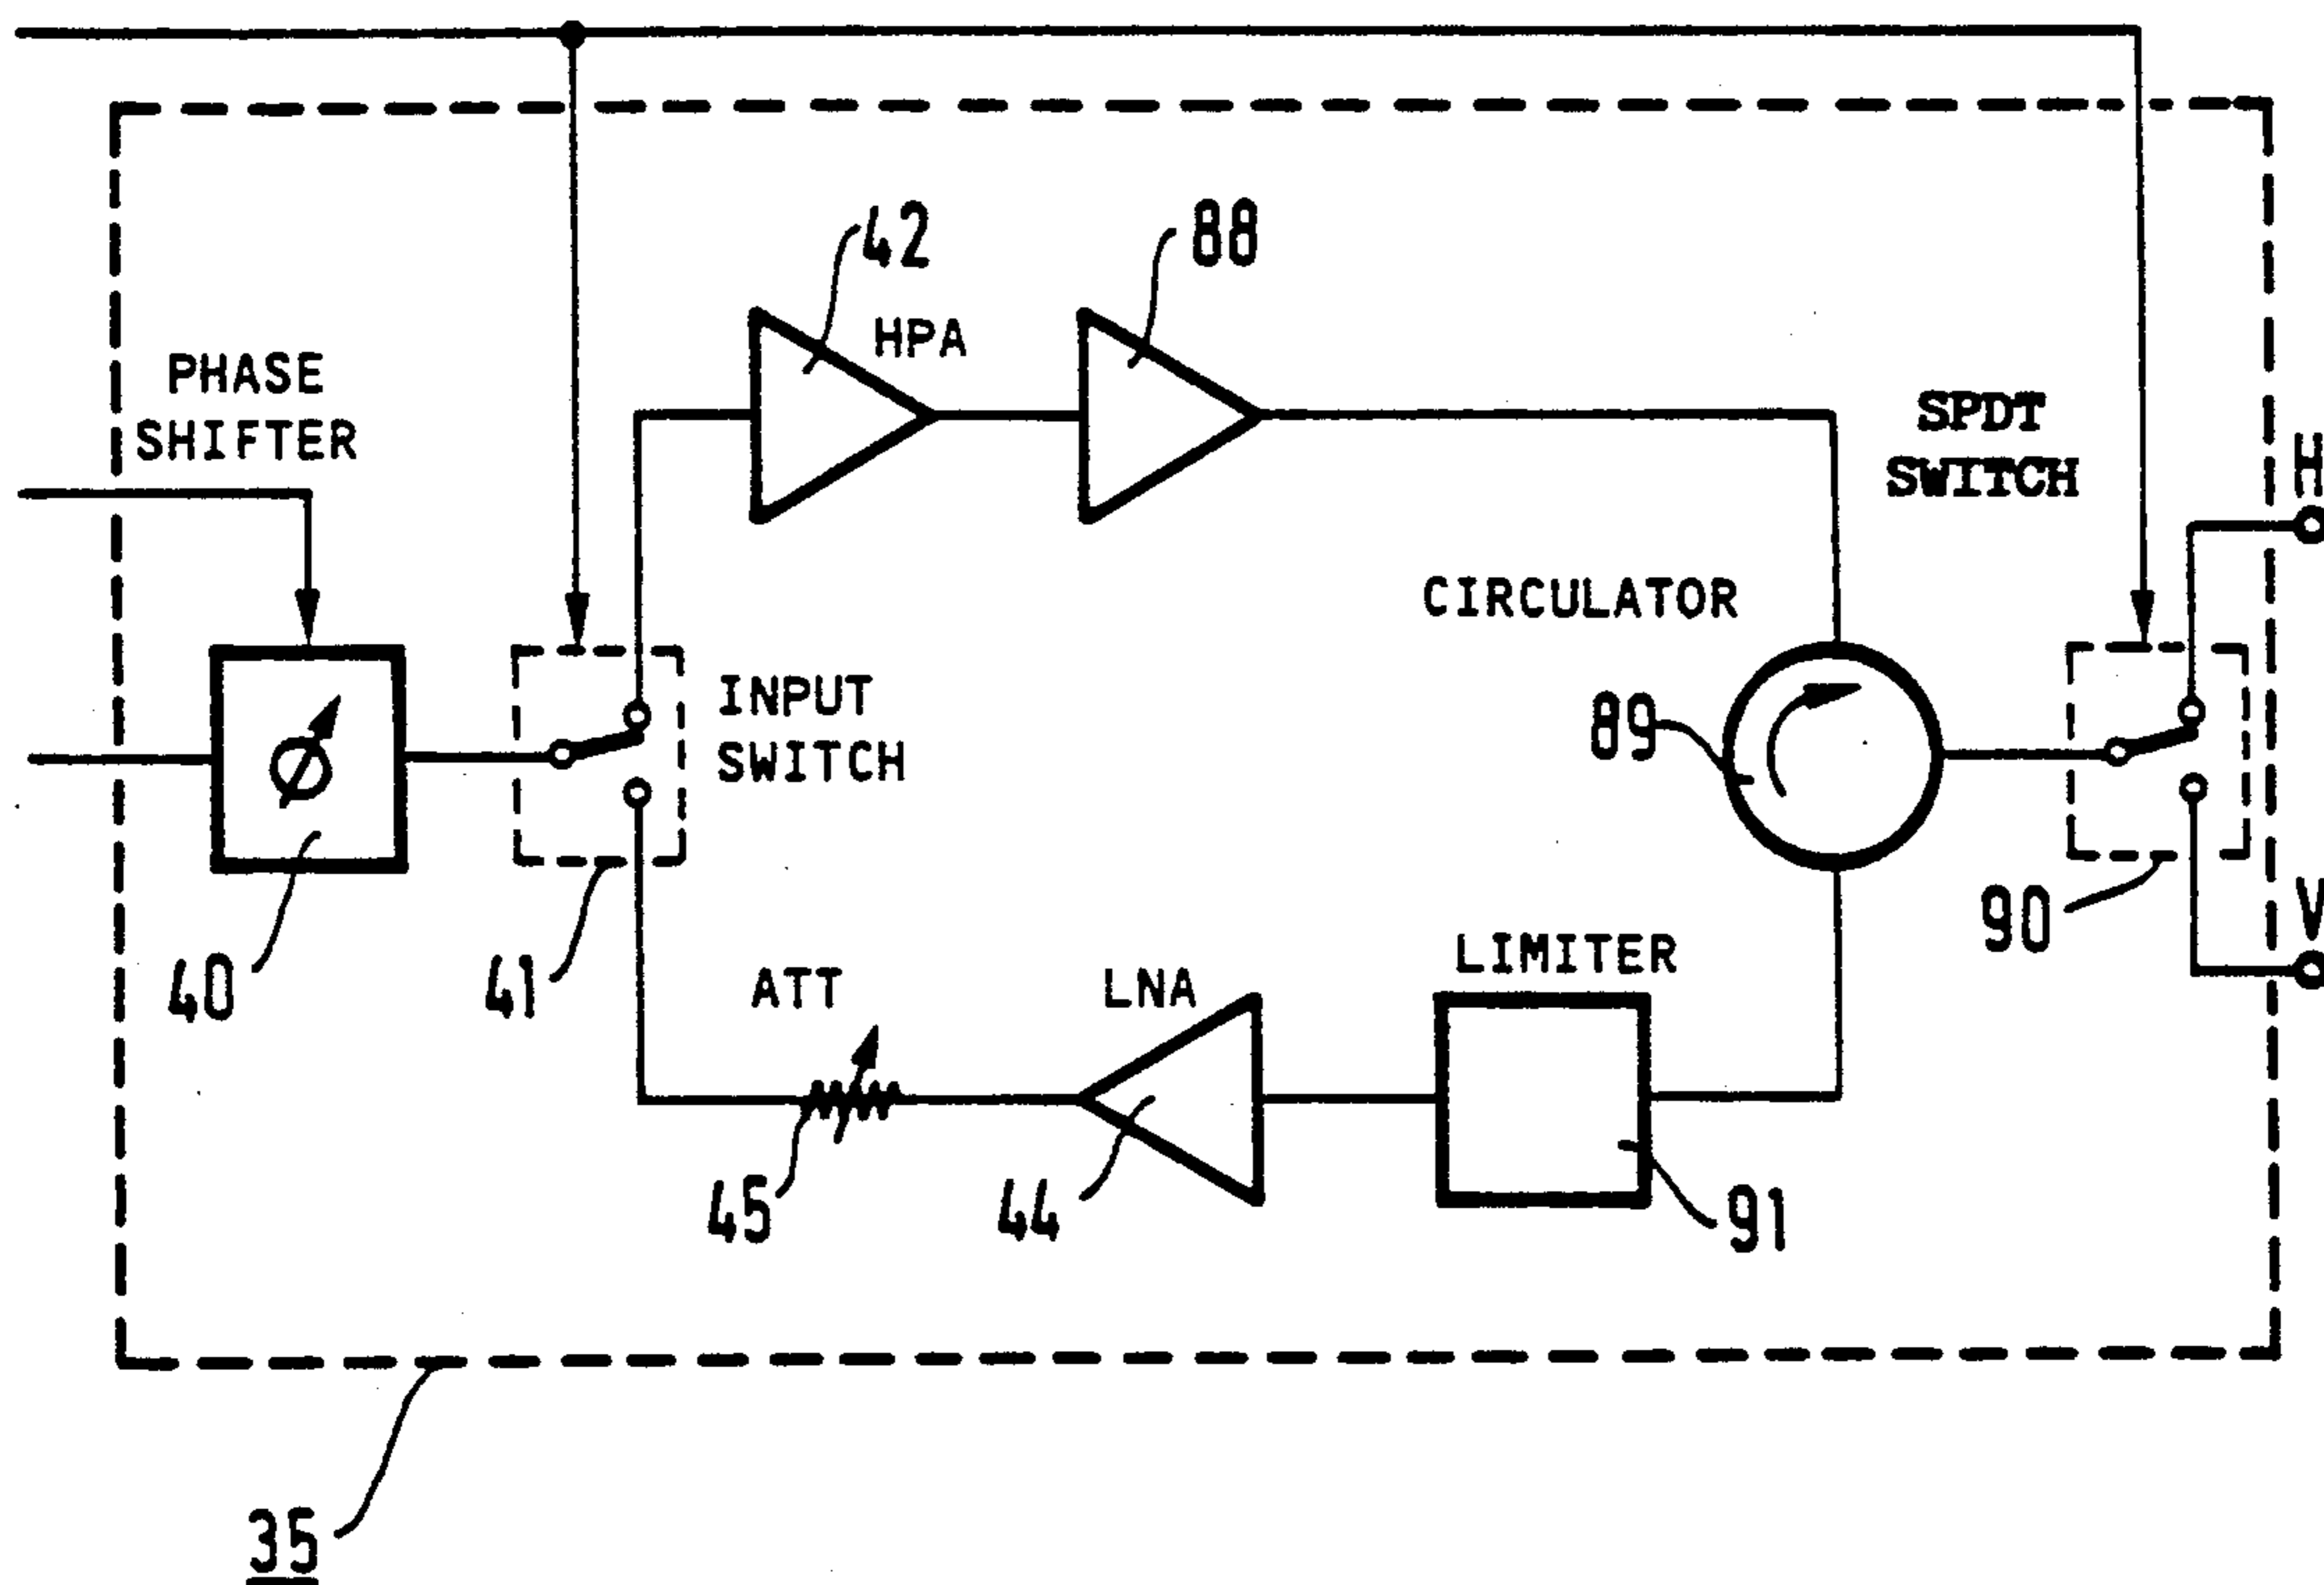 42
88
HPA
PHASE
SHIFTER
SPDT
SWITCH
H
CIRCULATOR
INPUT
SWITCH
89
Ø
90
V
40
41
ATT
LNA
LIMITER
45
44
91
35